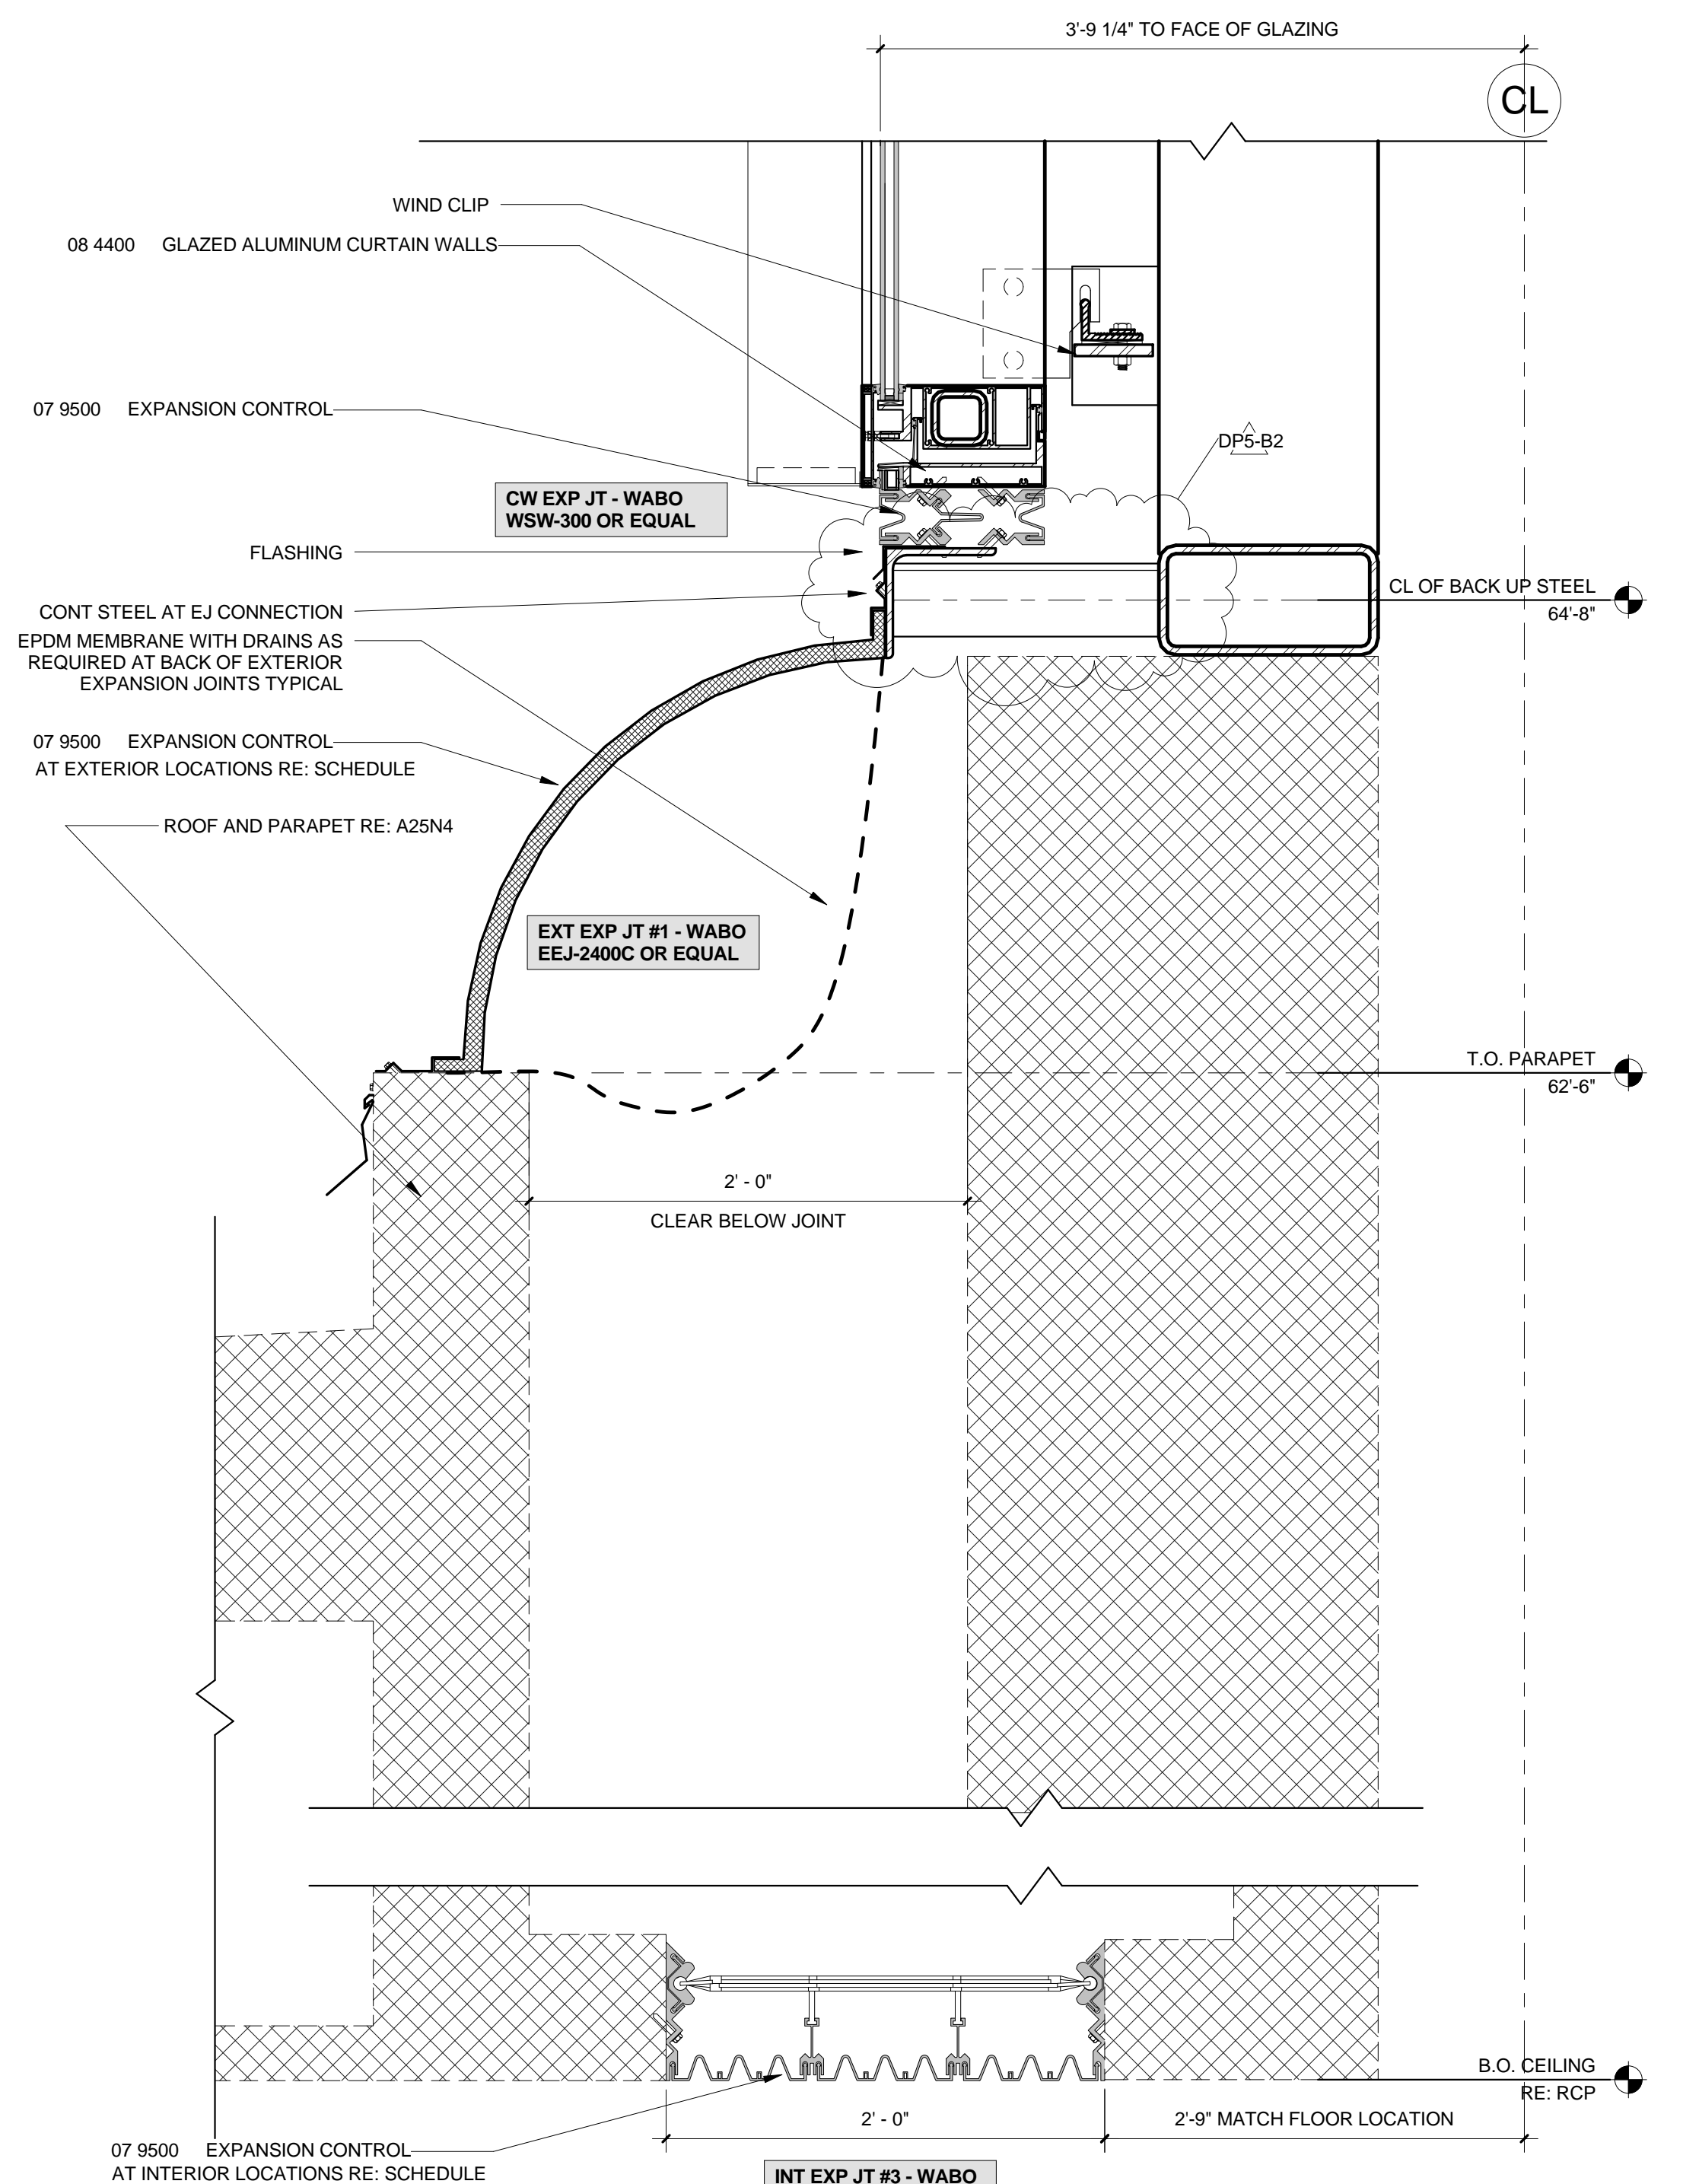 3'-9 1/4" TO FACE OF GLAZING
CL
WIND CLIP
08 4400 GLAZED ALUMINUM CURTAIN WALLS
07 9500 EXPANSION CONTROL
DP5-B2
CW EXP JT - WABO
WSW-300 OR EQUAL
FLASHING
CL OF BACK UP STEEL
64'-8"
CONT STEEL AT EJ CONNECTION
EPDM MEMBRANE WITH DRAINS AS
REQUIRED AT BACK OF EXTERIOR
EXPANSION JOINTS TYPICAL
07 9500 EXPANSION CONTROL
AT EXTERIOR LOCATIONS RE: SCHEDULE
ROOF AND PARAPET RE: A25N4
EXT EXP JT #1 - WABO
EEJ-2400C OR EQUAL
T.O. PARAPET
62'-6"
2' - 0"
CLEAR BELOW JOINT
B.O. CEILING
RE: RCP
2' - 0"
2'-9" MATCH FLOOR LOCATION
07 9500 EXPANSION CONTROL
AT INTERIOR LOCATIONS RE: SCHEDULE
INT EXP JT #3 - WABO